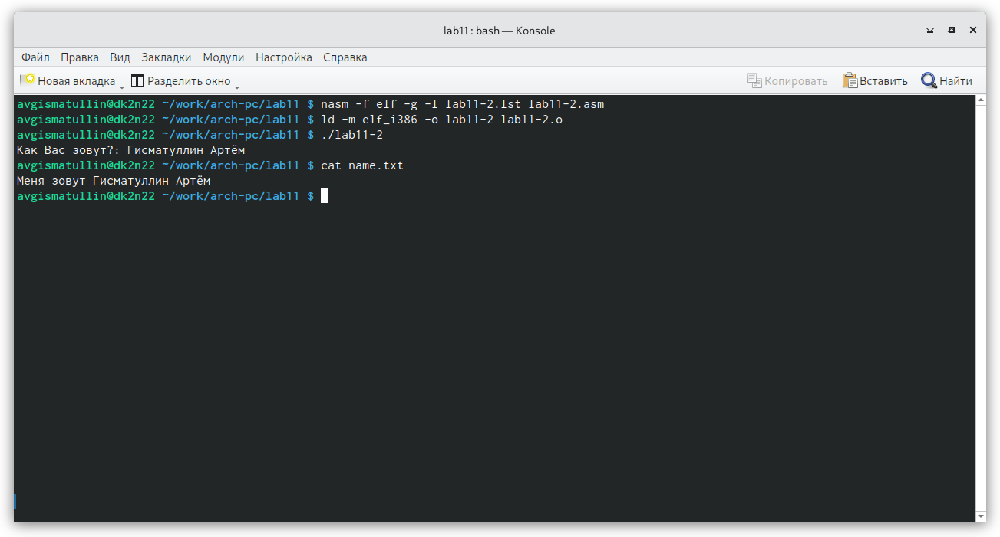 lab11 : bash — Konsole
Файл Правка Вид Закладки Модули Настройка Справка
Новая вкладка Разделить окно Копировать Вставить Найти
avgismatullin@dk2n22 ~/work/arch-pc/lab11 $ nasm -f elf -g -l lab11-2.lst lab11-2.asm
avgismatullin@dk2n22 ~/work/arch-pc/lab11 $ ld -m elf_i386 -o lab11-2 lab11-2.o
avgismatullin@dk2n22 ~/work/arch-pc/lab11 $ ./lab11-2
Как Вас зовут?: Гисматуллин Артём
avgismatullin@dk2n22 ~/work/arch-pc/lab11 $ cat name.txt
Меня зовут Гисматуллин Артём
avgismatullin@dk2n22 ~/work/arch-pc/lab11 $